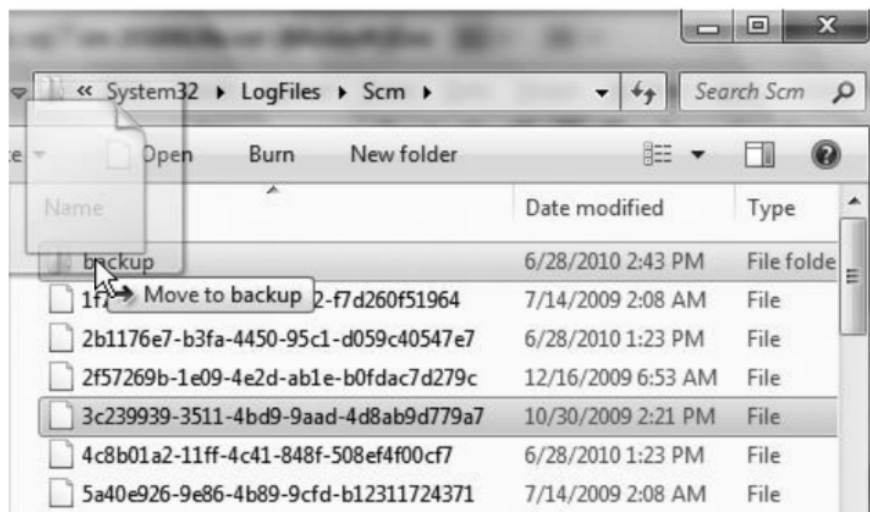 « System32 ▸ LogFiles ▸ Scm ▸ Search Scm
Open Burn New folder
Name Date modified Type
backup 6/28/2010 2:43 PM File folde
Move to backup
2-f7d260f51964 7/14/2009 2:08 AM File
2b1176e7-b3fa-4450-95c1-d059c40547e7 6/28/2010 1:23 PM File
2f57269b-1e09-4e2d-ab1e-b0fdac7d279c 12/16/2009 6:53 AM File
3c239939-3511-4bd9-9aad-4d8ab9d779a7 10/30/2009 2:21 PM File
4c8b01a2-11ff-4c41-848f-508ef4f00cf7 6/28/2010 1:23 PM File
5a40e926-9e86-4b89-9cfd-b12311724371 7/14/2009 2:08 AM File